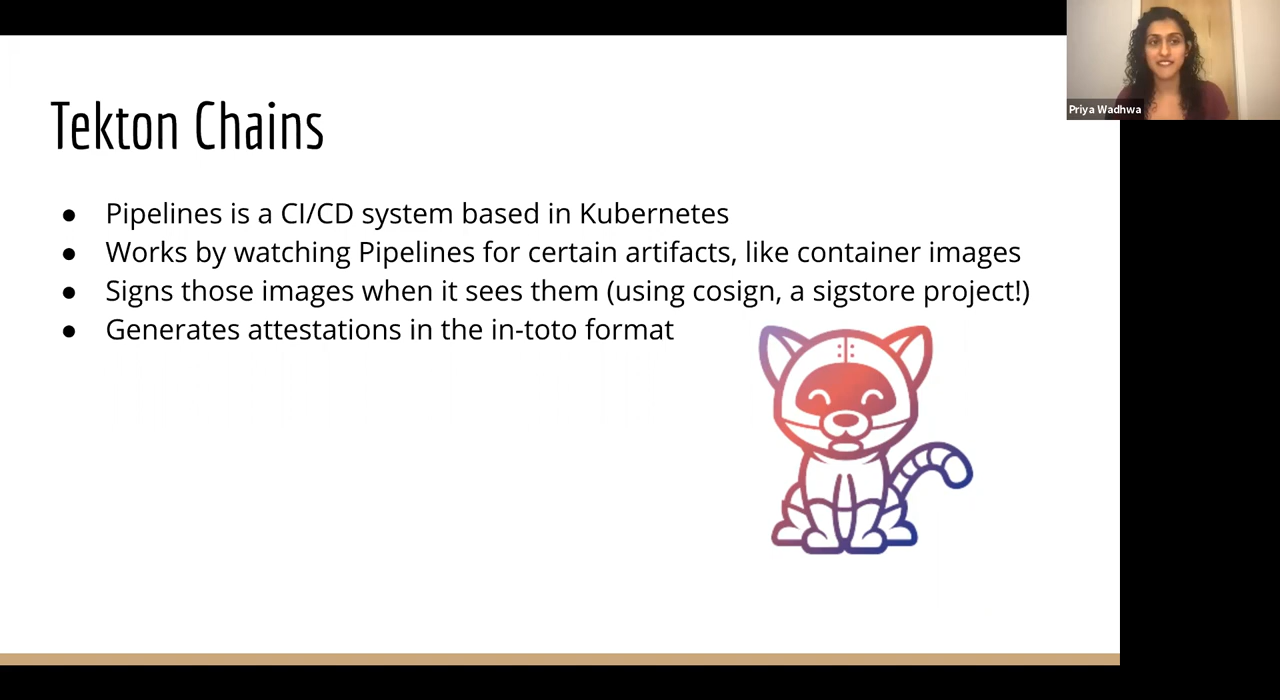 Priya Wadhwa
Tekton Chains
● Pipelines is a CI/CD system based in Kubernetes
● Works by watching Pipelines for certain artifacts, like container images
● Signs those images when it sees them (using cosign, a sigstore project!)
● Generates attestations in the in-toto format